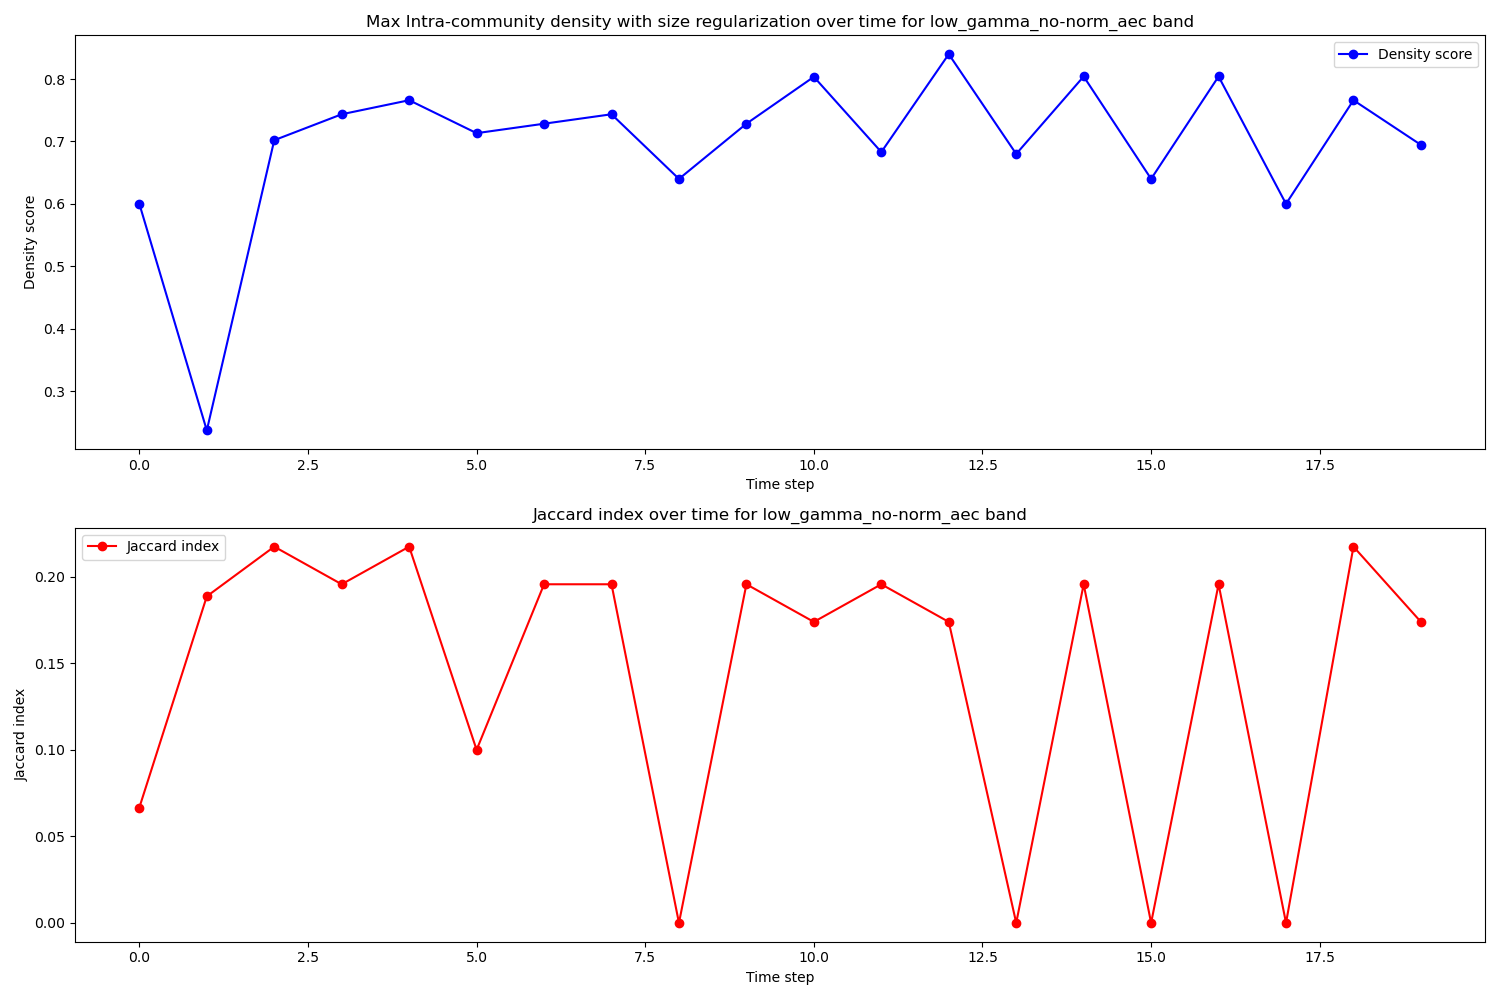 Max Intra-community density with size regularization over time for low_gamma_no-norm_aec band
Density score
0.8
0.7
0.6
0.5
0.4
0.3
Density score
0.0 2.5 5.0 7.5 10.0 12.5 15.0 17.5
Time step
Jaccard index over time for low_gamma_no-norm_aec band
Jaccard index
0.20
0.15
0.10
0.05
0.00
Jaccard index
0.0 2.5 5.0 7.5 10.0 12.5 15.0 17.5
Time step